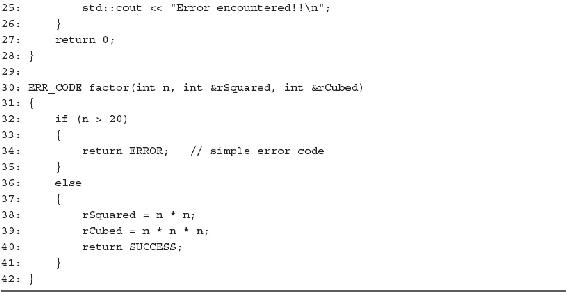 25:         std::cout << "Error encountered!!\n";
26:     }
27:     return 0;
28: }
29:
30: ERR_CODE factor(int n, int &rSquared, int &rCubed)
31: {
32:     if (n > 20)
33:     {
34:         return ERROR;   // simple error code
35:     }
36:     else
37:     {
38:         rSquared = n * n;
39:         rCubed = n * n * n;
40:         return SUCCESS;
41:     }
42: }